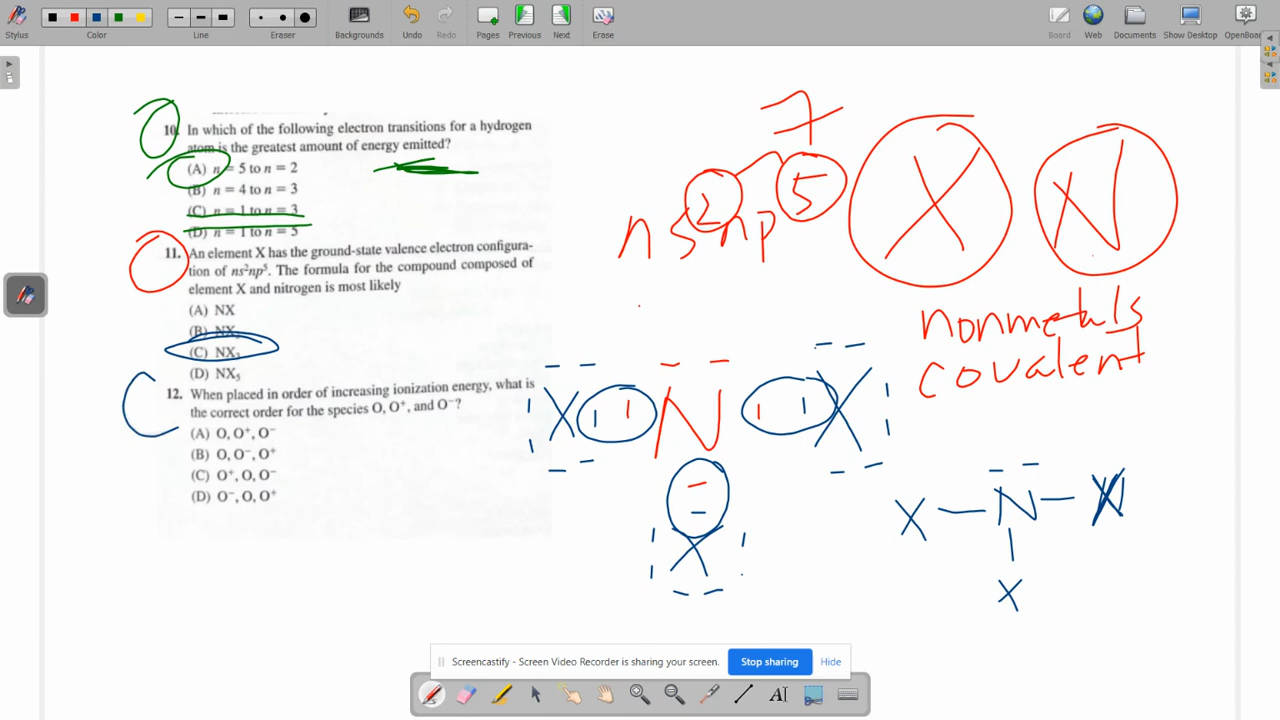 Stylus
Color
Line
Eraser
Backgrounds
Undo
Redo
Pages
Previous
Next
Erase
Board
Web
Documents
Show Desktop
OpenBoard
10. In which of the following electron transitions for a hydrogen
atom is the greatest amount of energy emitted?
(A) n = 5 to n = 2
(B) n = 4 to n = 3
(C) n = 1 to n = 3
(D) n = 1 to n = 5
11. An element X has the ground-state valence electron configura-
tion of ns²np⁵. The formula for the compound composed of
element X and nitrogen is most likely
(A) NX
(B) NX₂
(C) NX₃
(D) NX₅
12. When placed in order of increasing ionization energy, what is
the correct order for the species O, O⁺, and O⁻?
(A) O, O⁺, O⁻
(B) O, O⁻, O⁺
(C) O⁺, O, O⁻
(D) O⁻, O, O⁺
7
ns²np⁵
X N
nonmetals
covalent
X N X
X
X — N — X
X
Screencastify - Screen Video Recorder is sharing your screen.
Stop sharing
Hide